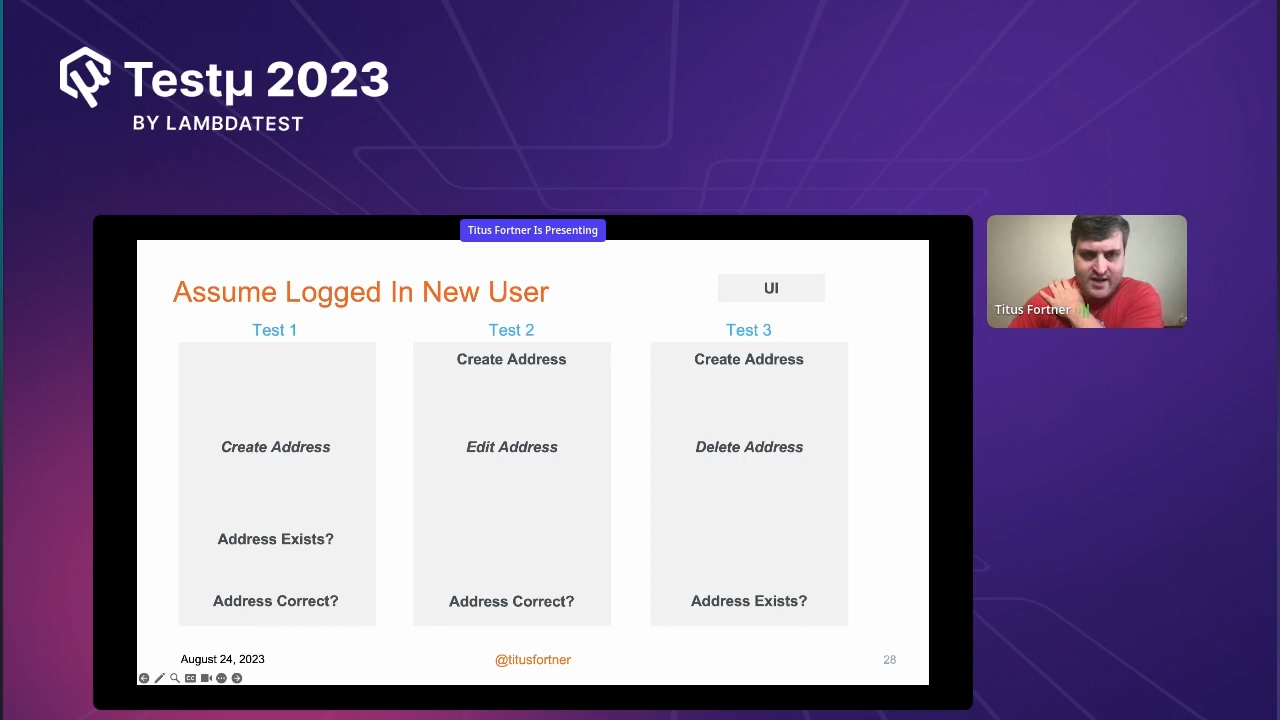 Testμ 2023
BY LAMBDATEST
Titus Fortner Is Presenting
Assume Logged In New User
UI
Test 1
Test 2
Test 3
Create Address
Create Address
Create Address
Edit Address
Delete Address
Address Exists?
Address Correct?
Address Correct?
Address Exists?
August 24, 2023
@titusfortner
28
Titus Fortner